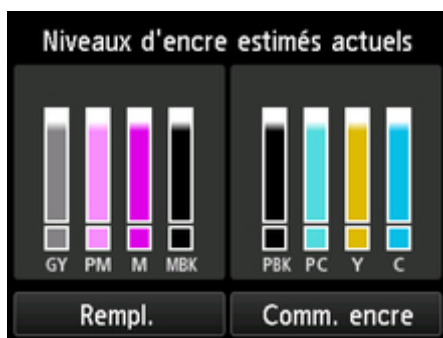 Niveaux d'encre estimés actuels
GY PM M MBK PBK PC Y C
Rempl. Comm. encre